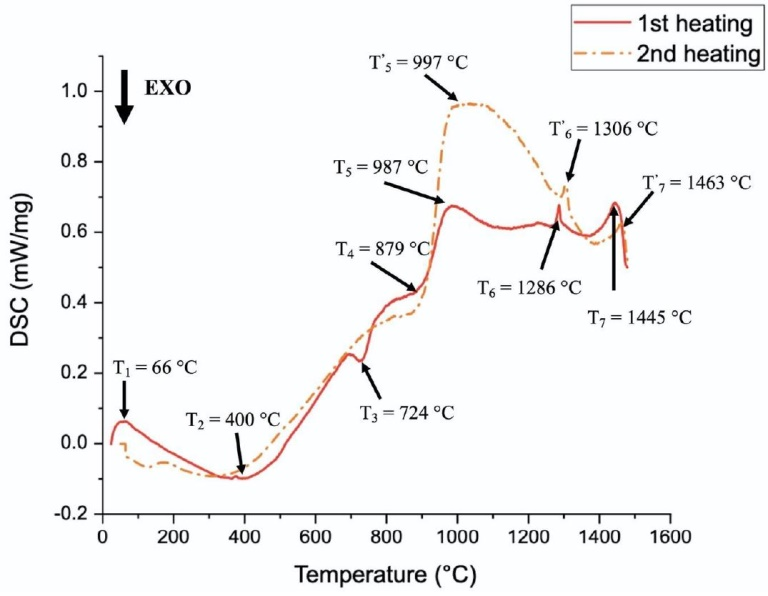 1st heating
2nd heating
EXO
T'5 = 997 °C
T'6 = 1306 °C
T5 = 987 °C
T'7 = 1463 °C
T4 = 879 °C
T6 = 1286 °C
T7 = 1445 °C
T1 = 66 °C
T2 = 400 °C
T3 = 724 °C
DSC (mW/mg)
1.0
0.8
0.6
0.4
0.2
0.0
-0.2
0 200 400 600 800 1000 1200 1400 1600
Temperature (°C)